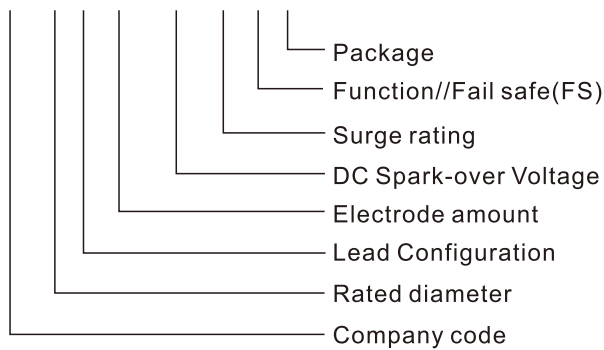 Package
Function//Fail safe(FS)
Surge rating
DC Spark-over Voltage
Electrode amount
Lead Configuration
Rated diameter
Company code